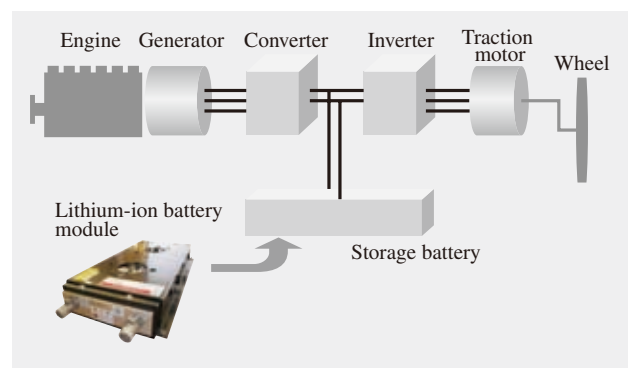 Engine
Generator
Converter
Inverter
Traction
motor
Wheel
Lithium-ion battery
module
Storage battery